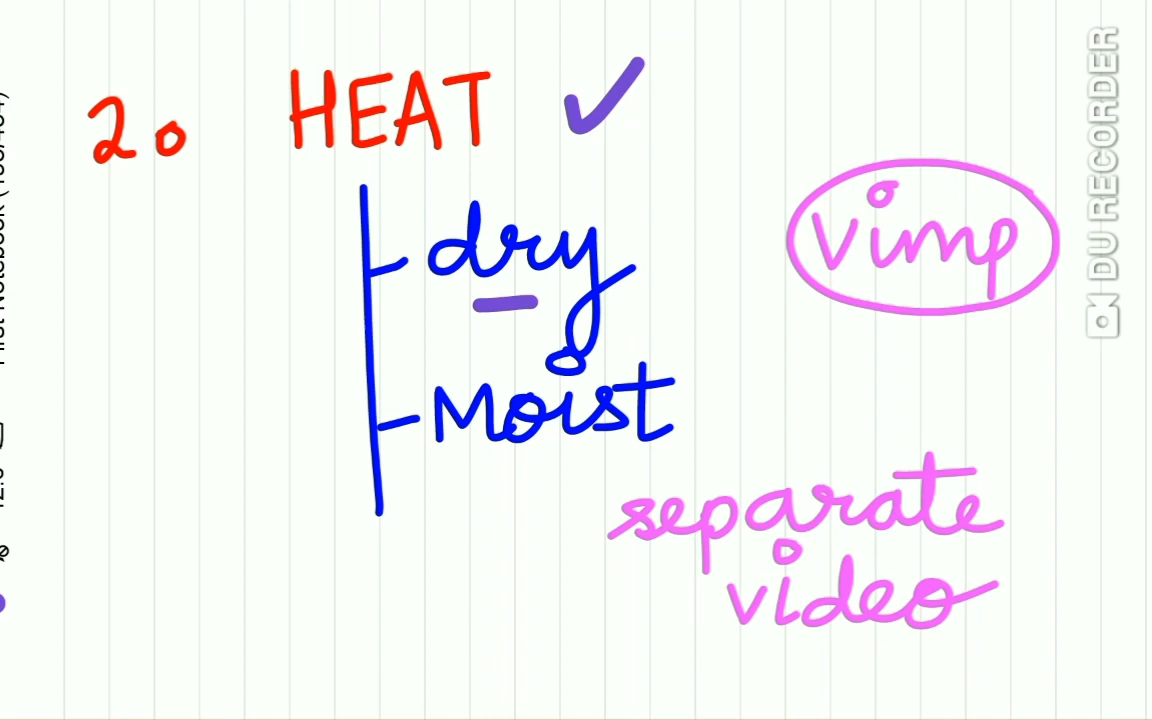 2. HEAT
dry
vimp
Moist
separate
video
DU RECORDER